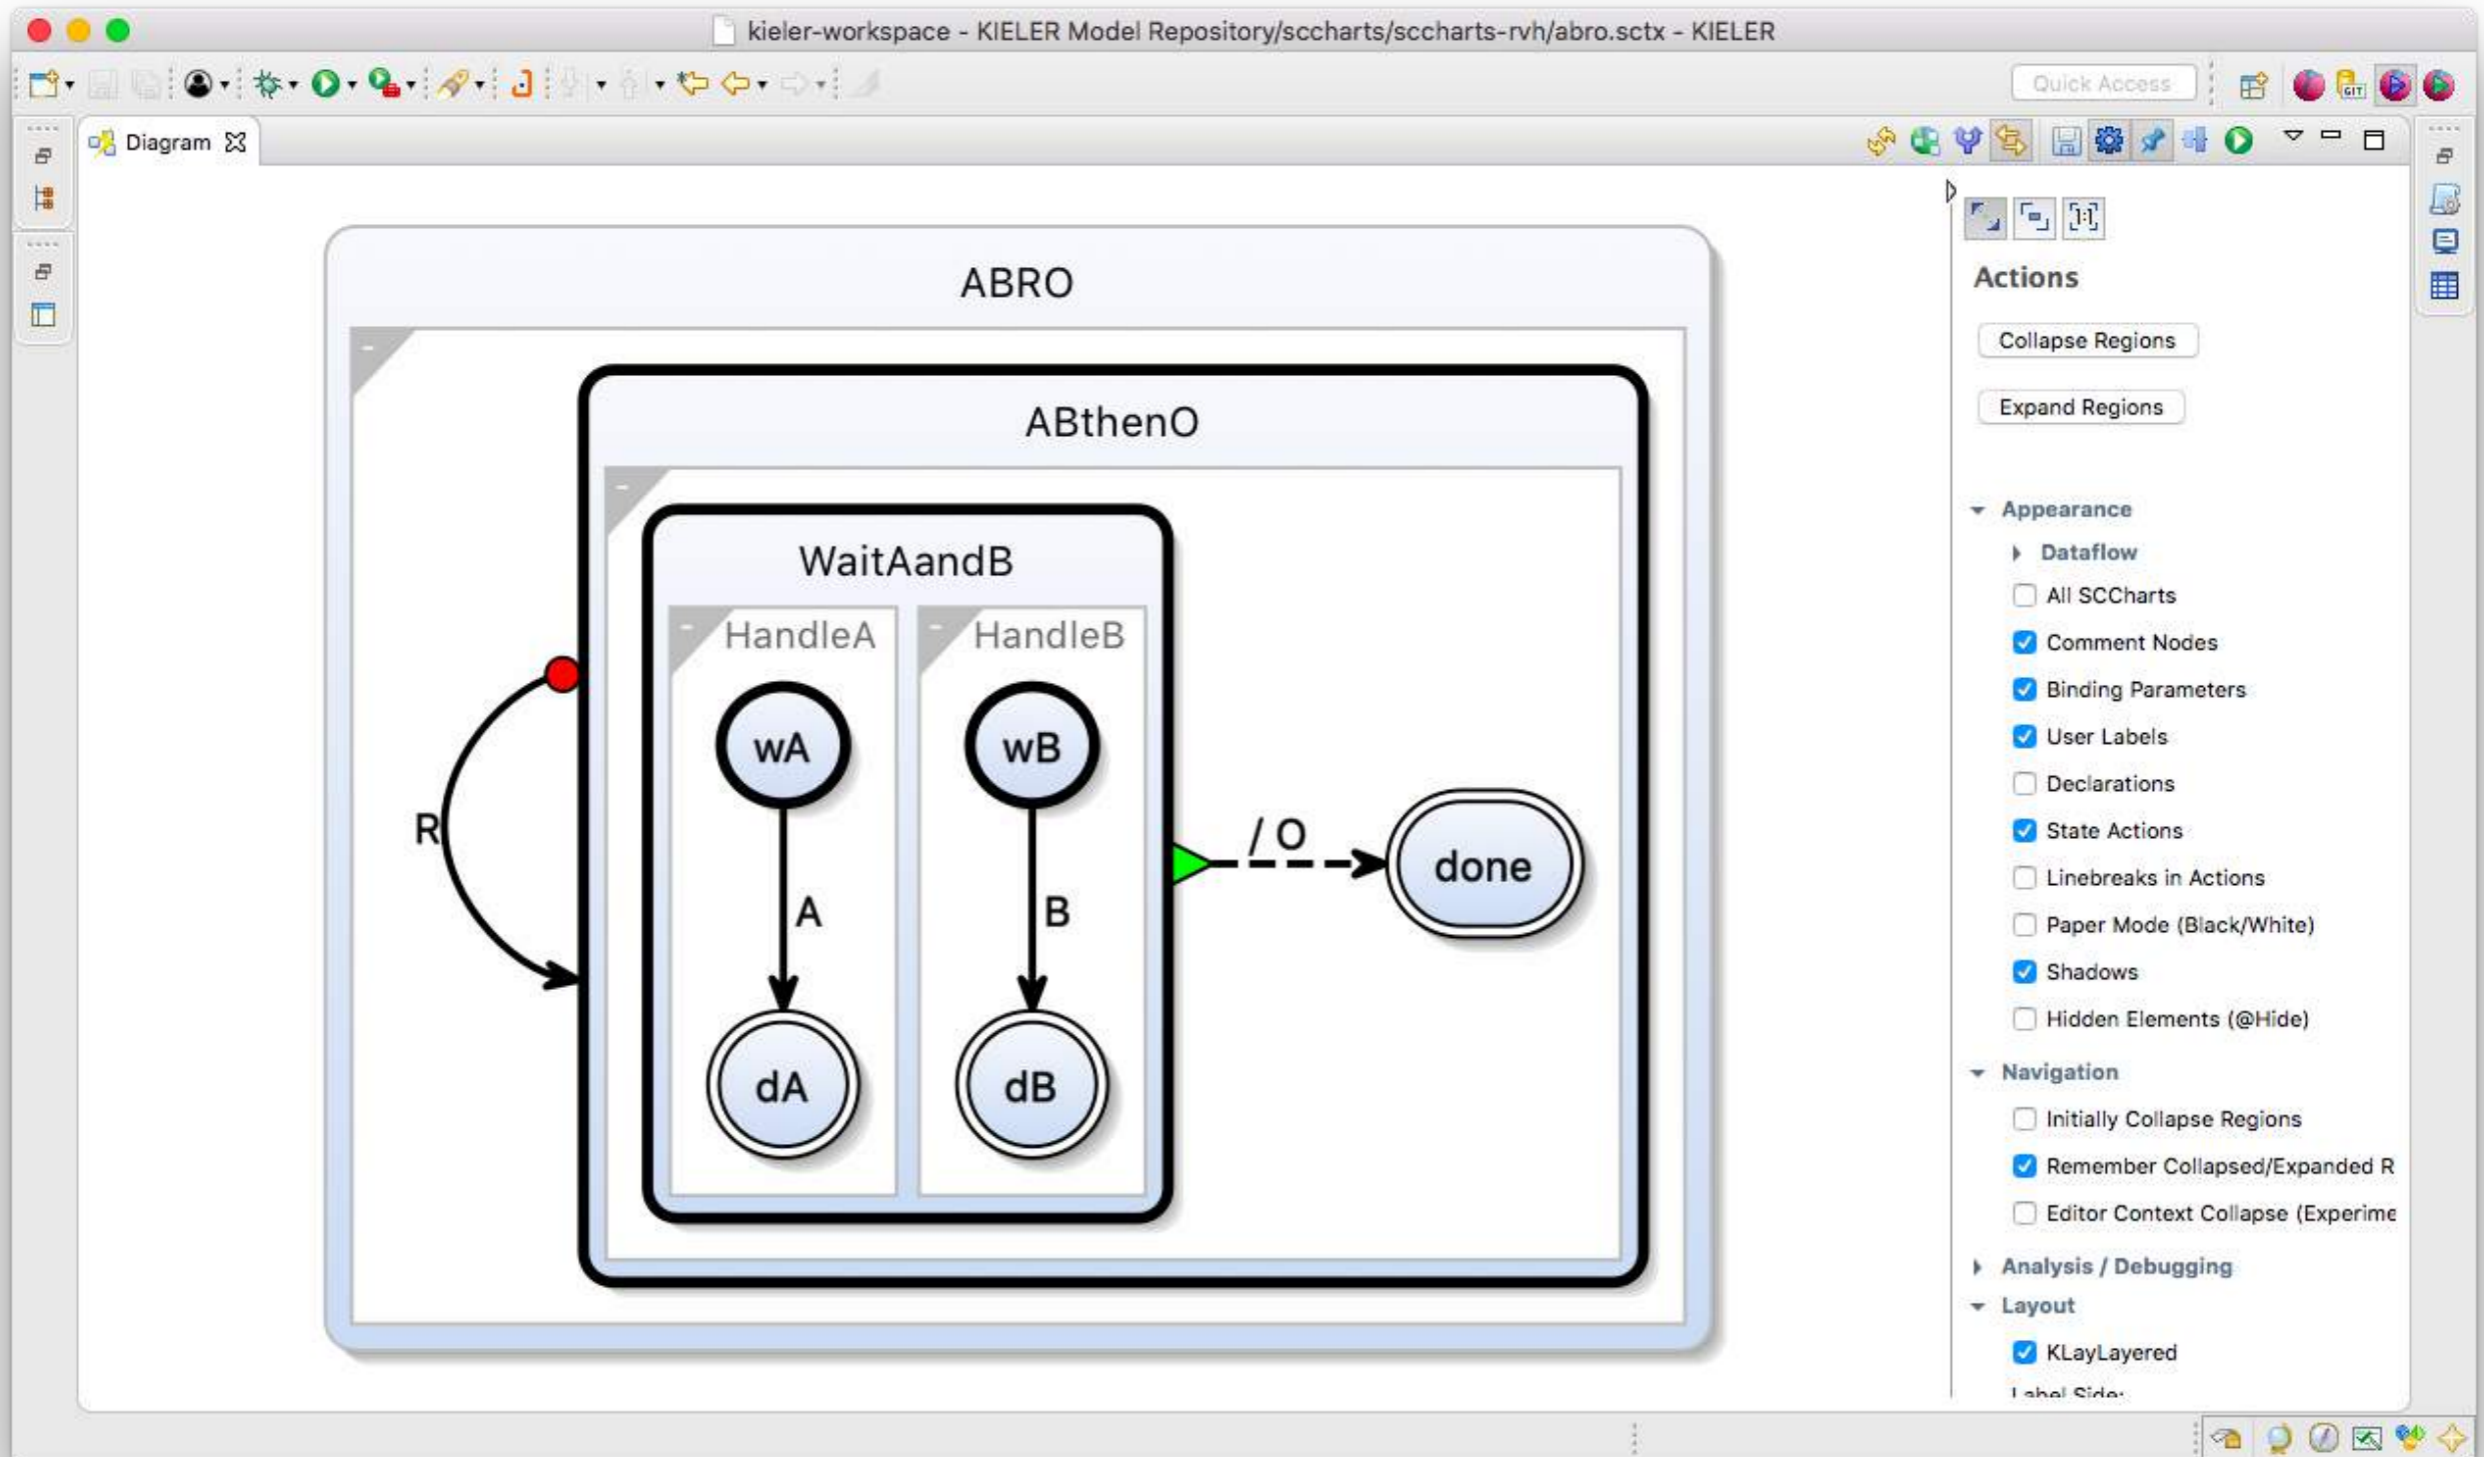 kieler-workspace - KIELER Model Repository/sccharts/sccharts-rvh/abro.sctx - KIELER
Quick Access
GIT
Diagram
ABRO
ABthenO
WaitAandB
HandleA
HandleB
wA
wB
R
/ O
done
A
B
dA
dB
Actions
Collapse Regions
Expand Regions
Appearance
Dataflow
All SCCharts
Comment Nodes
Binding Parameters
User Labels
Declarations
State Actions
Linebreaks in Actions
Paper Mode (Black/White)
Shadows
Hidden Elements (@Hide)
Navigation
Initially Collapse Regions
Remember Collapsed/Expanded R
Editor Context Collapse (Experime
Analysis / Debugging
Layout
KLayLayered
Label Side: